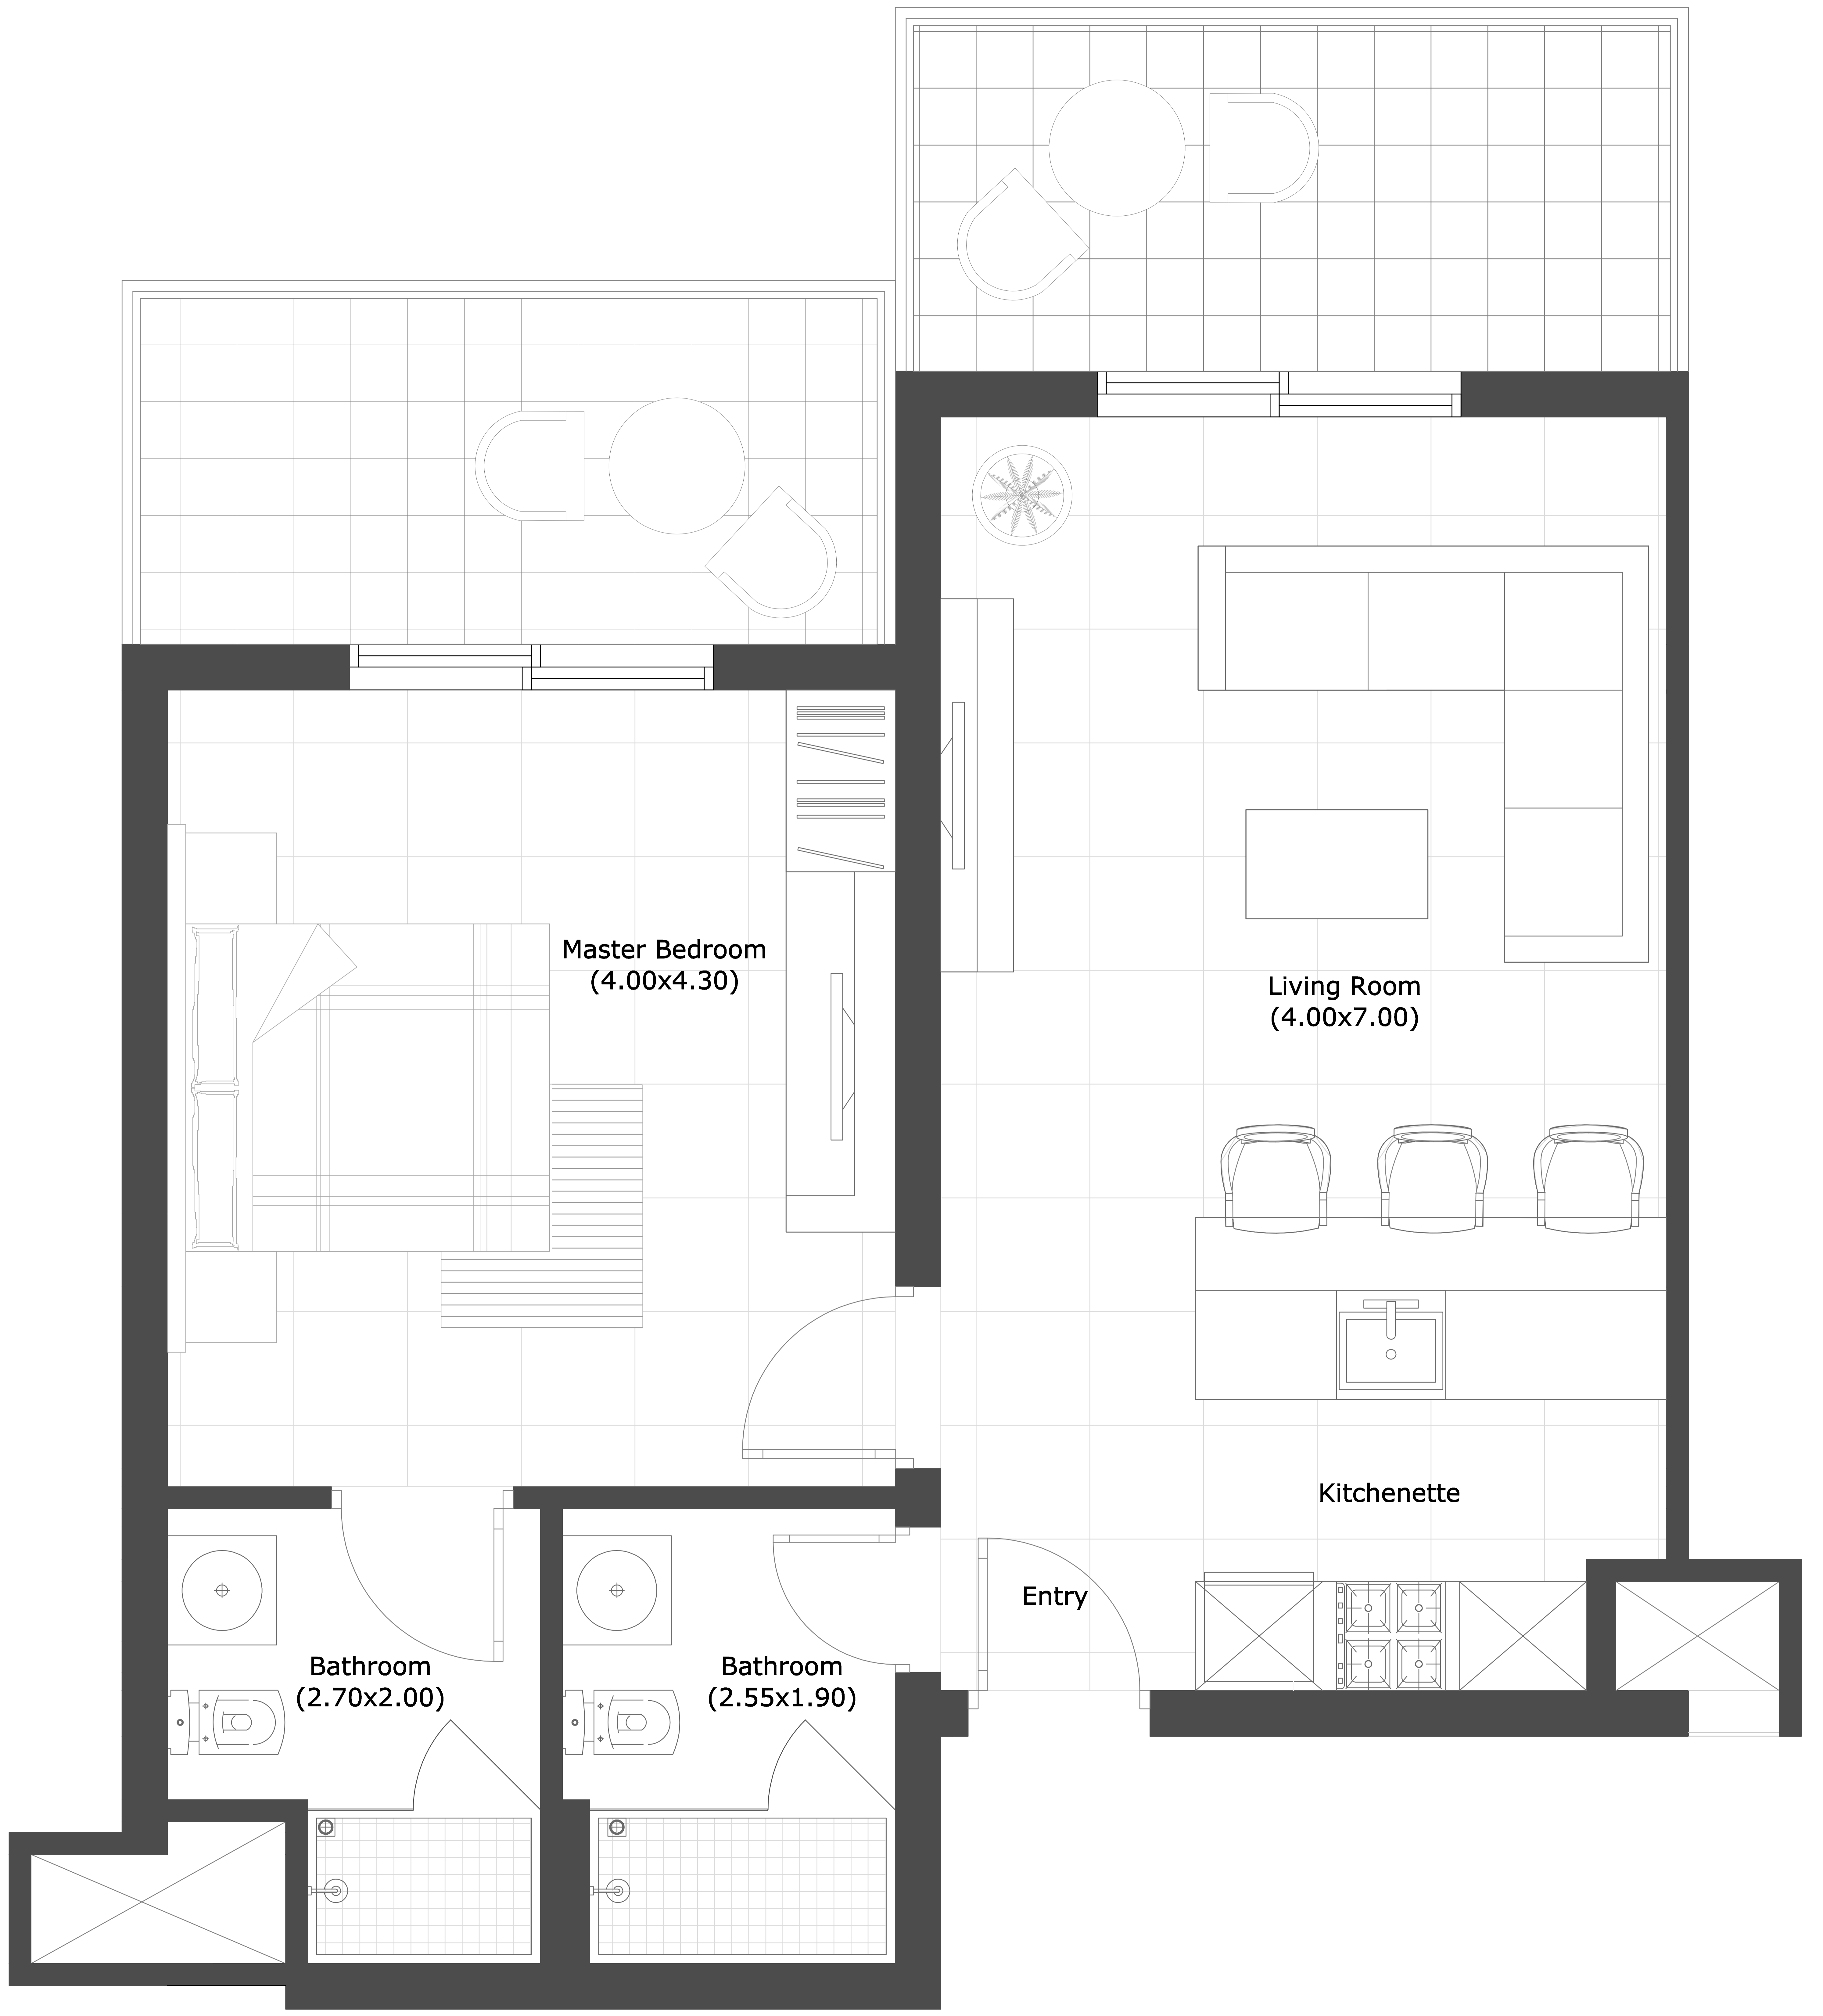 Master Bedroom
(4.00x4.30)
Living Room
(4.00x7.00)
Kitchenette
Entry
Bathroom
(2.70x2.00)
Bathroom
(2.55x1.90)